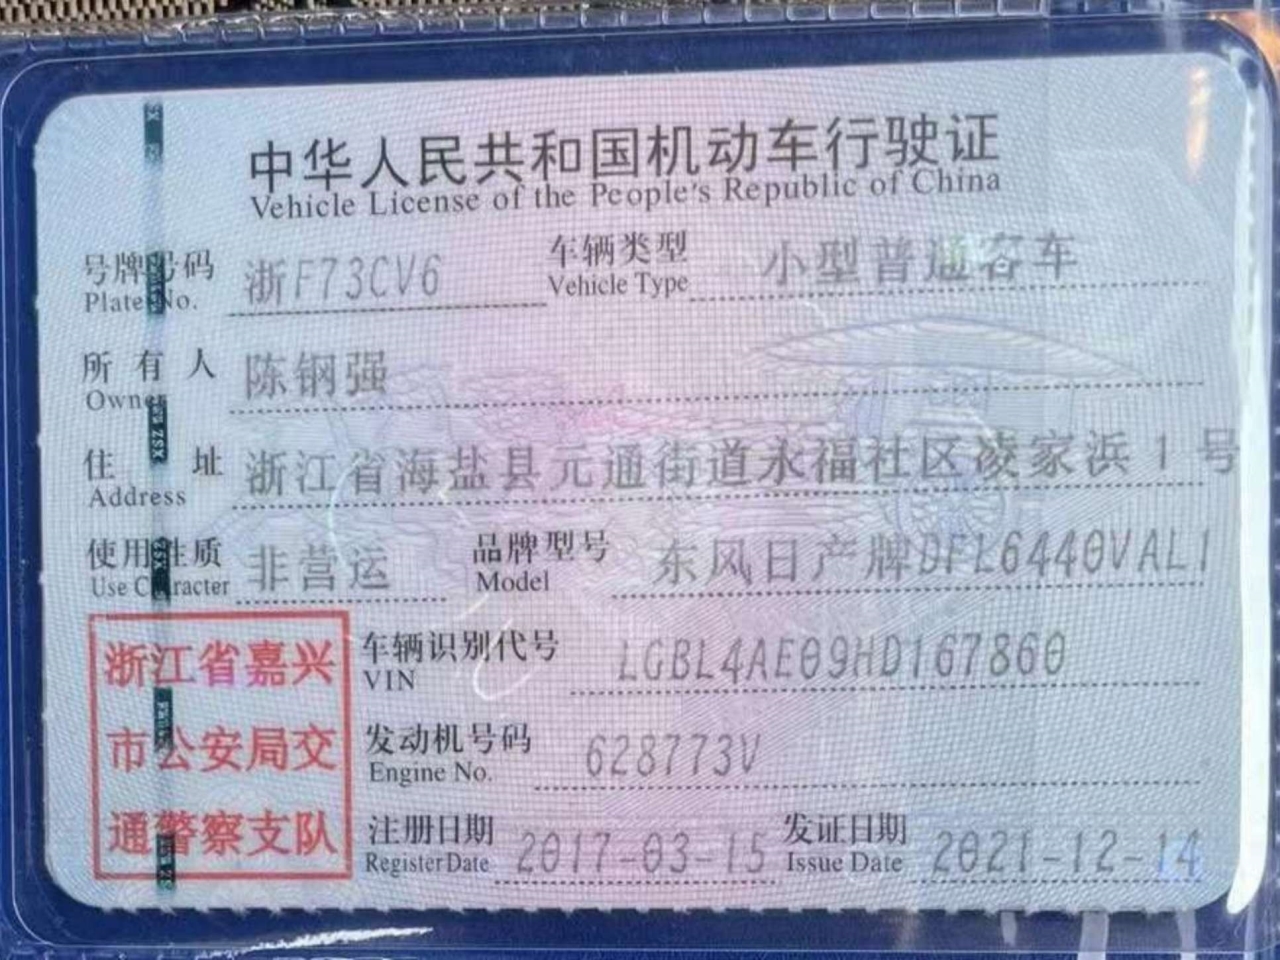 中华人民共和国机动车行驶证
Vehicle License of the People's Republic of China
号牌号码 浙F73CV6 车辆类型 小型普通客车
Plate No. Vehicle Type
所有人 陈钢强
Owner
住址 浙江省海盐县元通街道永福社区凌家浜1号
Address
使用性质 非营运 品牌型号 东风日产牌DFL6440VAL1
Use Character Model
浙江省嘉兴
市公安局交
通警察支队
车辆识别代号 LGBL4AE09HD167860
VIN
发动机号码 628773V
Engine No.
注册日期 2017-03-15 发证日期 2021-12-14
Register Date Issue Date